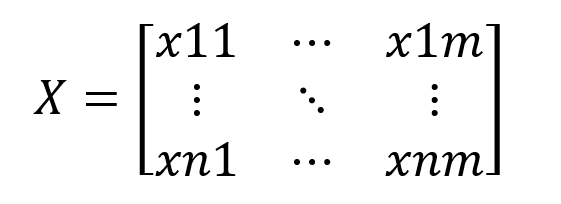 x11 ⋯ x1m
X = ⋮ ⋱ ⋮
xn1 ⋯ xnm